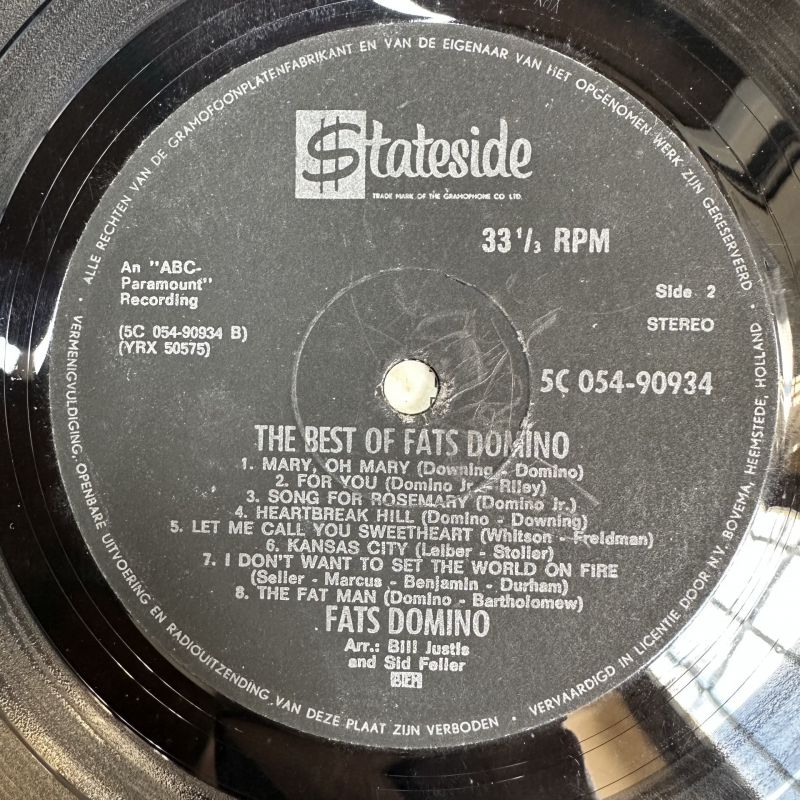 ALLE RECHTEN VAN DE GRAMOFOONPLATENFABRIKANT EN VAN DE EIGENAAR VAN HET OPGENOMEN WERK ZIJN GERESERVEERD
$tateside
TRADE MARK OF THE GRAMOPHONE CO LTD.
33 1/3 RPM
An "ABC-
Paramount"
Recording
Side 2
STEREO
(5C 054-90934 B)
(YRX 50575)
5C 054-90934
THE BEST OF FATS DOMINO
1. MARY, OH MARY (Downing - Domino)
2. FOR YOU (Domino Jr. - Riley)
3. SONG FOR ROSEMARY (Domino Jr.)
4. HEARTBREAK HILL (Domino - Downing)
5. LET ME CALL YOU SWEETHEART (Whitson - Freidman)
6. KANSAS CITY (Leiber - Stoller)
7. I DON'T WANT TO SET THE WORLD ON FIRE
(Seller - Marcus - Benjamin - Durham)
8. THE FAT MAN (Domino - Bartholomew)
FATS DOMINO
Arr.: Bill Justis
and Sid Feller
• VERMENIGVULDIGING, OPENBARE UITVOERING EN RADIOUITZENDING VAN DEZE PLAAT ZIJN VERBODEN •
VERVAARDIGD IN LICENTIE DOOR N.V. BOVEMA, HEEMSTEDE, HOLLAND •